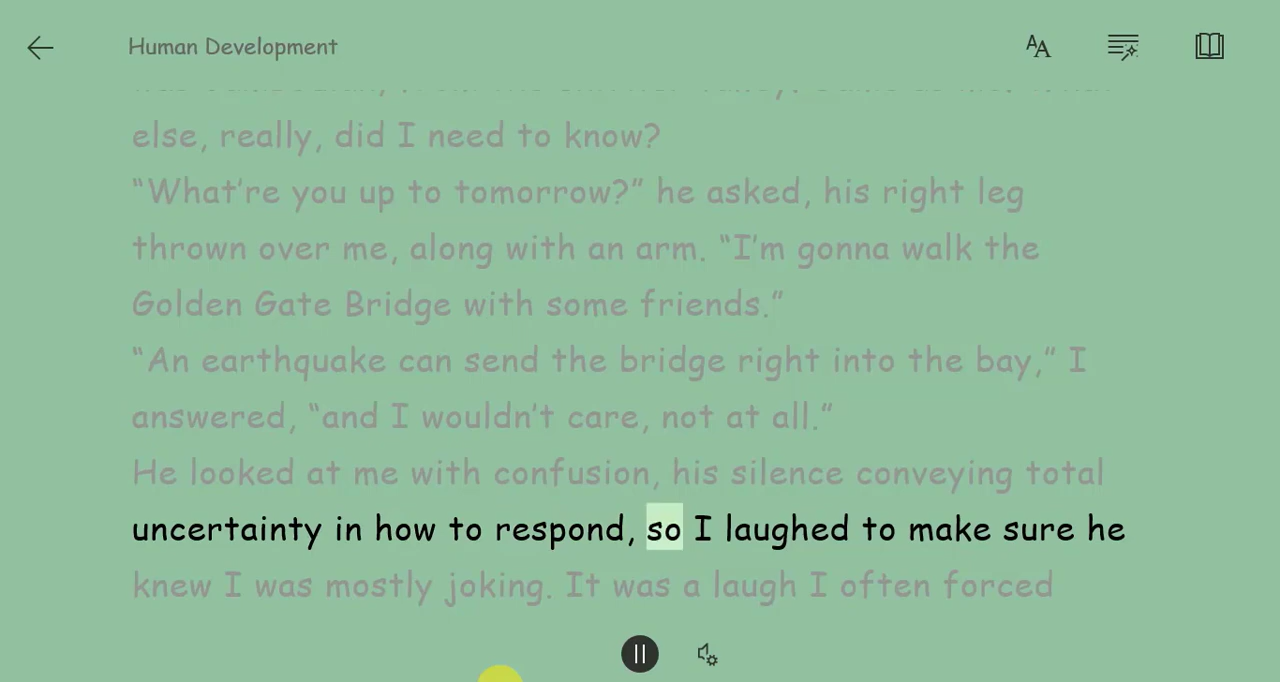 Human Development
else, really, did I need to know?
“What’re you up to tomorrow?” he asked, his right leg
thrown over me, along with an arm. “I’m gonna walk the
Golden Gate Bridge with some friends.”
“An earthquake can send the bridge right into the bay,” I
answered, “and I wouldn’t care, not at all.”
He looked at me with confusion, his silence conveying total
uncertainty in how to respond, so I laughed to make sure he
knew I was mostly joking. It was a laugh I often forced